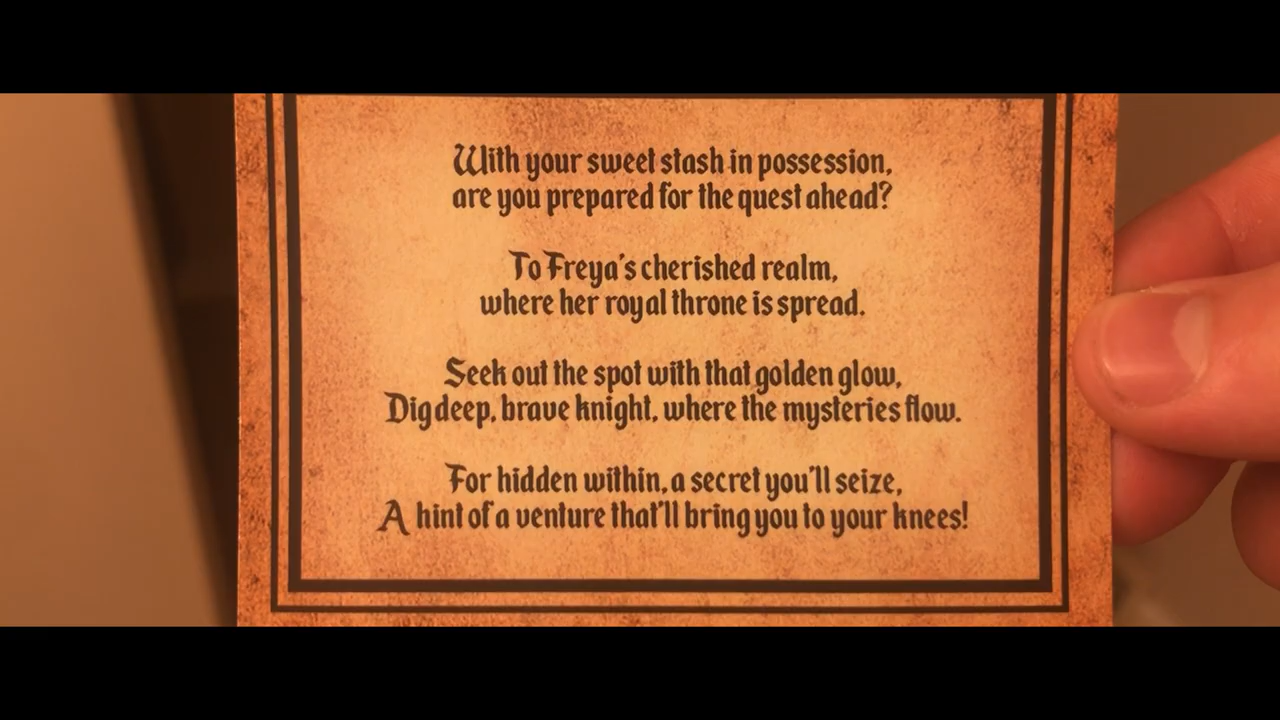 With your sweet stash in possession,
are you prepared for the quest ahead?
To Freya's cherished realm,
where her royal throne is spread.
Seek out the spot with that golden glow,
Dig deep, brave knight, where the mysteries flow.
For hidden within, a secret you'll seize,
A hint of a venture that'll bring you to your knees!